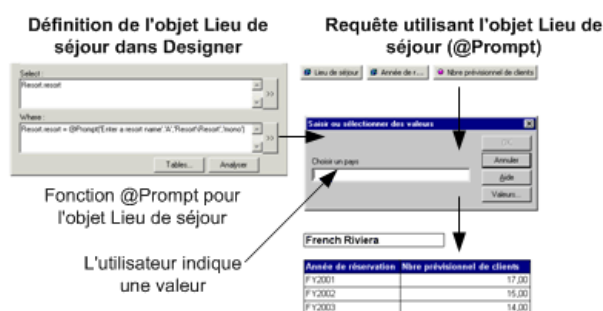 Définition de l'objet Lieu de
séjour dans Designer
Select :
Resort.resort
>>
Where :
Resort.resort = @Prompt('Enter a resort name','A','Resort\Resort','mono')
>>
Tables...
Analyser
Fonction @Prompt pour
l'objet Lieu de séjour
L'utilisateur indique
une valeur
Requête utilisant l'objet Lieu de
séjour (@Prompt)
Lieu de séjour
Année de r...
Nbre prévisionnel de clients
Saisir ou sélectionner des valeurs
OK
Choisir un pays
Annuler
Aide
Valeurs...
French Riviera
Année de réservation Nbre prévisionnel de clients
FY2001 17,00
FY2002 15,00
FY2003 14,00